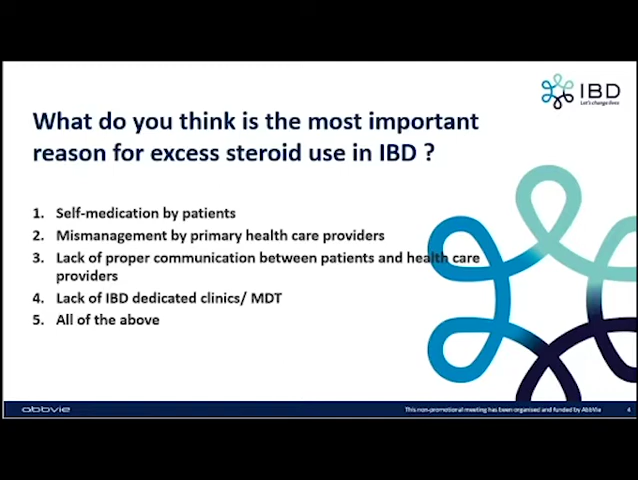 IBD
Let's change lives
What do you think is the most important
reason for excess steroid use in IBD ?
1. Self-medication by patients
2. Mismanagement by primary health care providers
3. Lack of proper communication between patients and health care
providers
4. Lack of IBD dedicated clinics/ MDT
5. All of the above
abbvie
This non-promotional meeting has been organised and funded by AbbVie
4